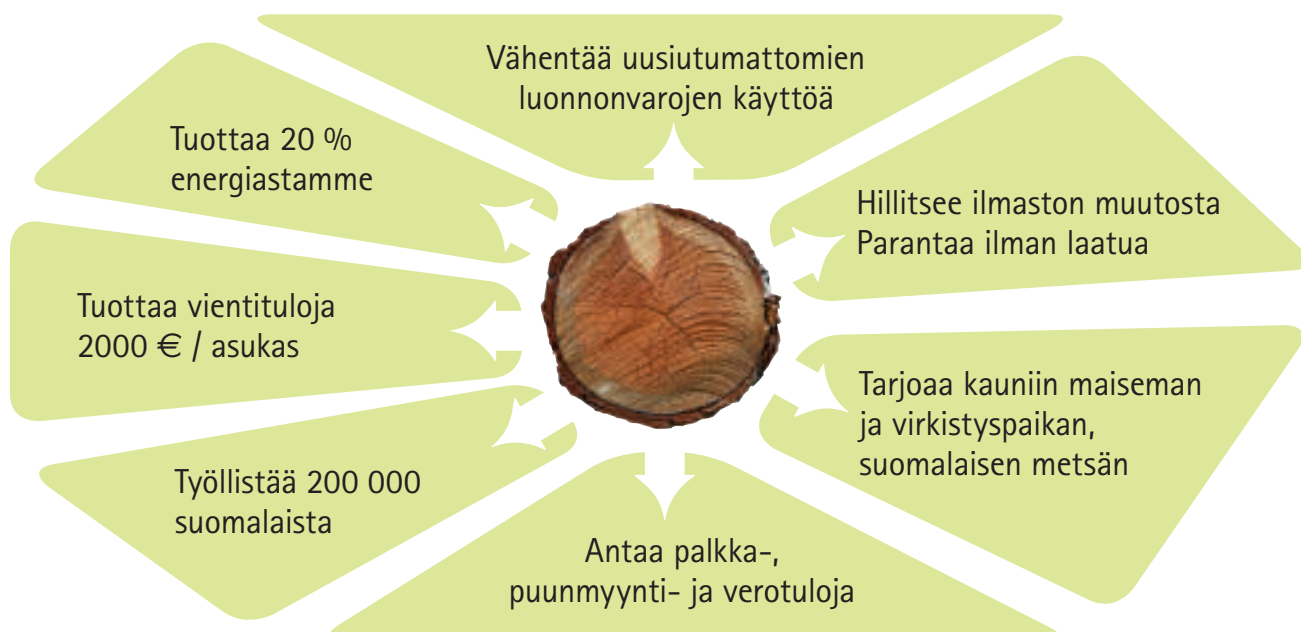 Vähentää uusiutumattomien
luonnonvarojen käyttöä
Tuottaa 20 %
energiastamme
Hillitsee ilmaston muutosta
Parantaa ilman laatua
Tuottaa vientituloja
2000 € / asukas
Tarjoaa kauniin maiseman
ja virkistyspaikan,
suomalaisen metsän
Työllistää 200 000
suomalaista
Antaa palkka-,
puunmyynti- ja verotuloja